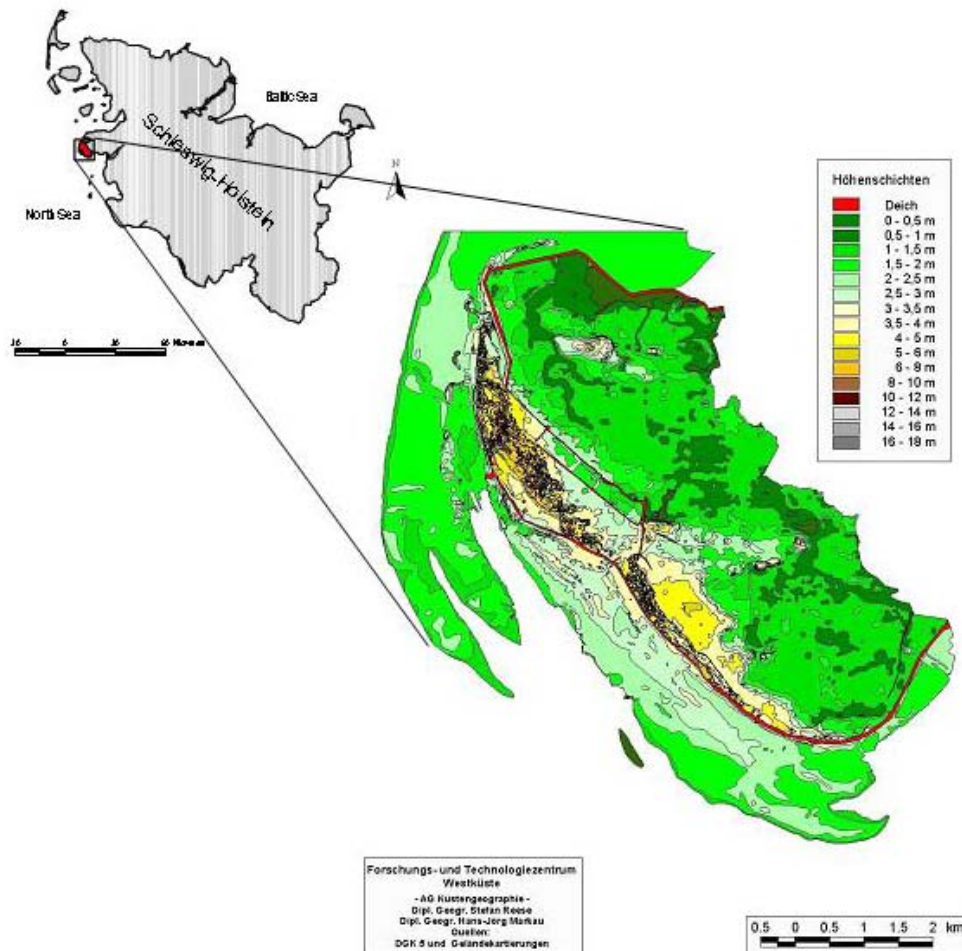 Baltic Sea
Schleswig-Holstein
North Sea
N
Höhenschichten
Deich
0 - 0,5 m
0,5 - 1 m
1 - 1,5 m
1,5 - 2 m
2 - 2,5 m
2,5 - 3 m
3 - 3,5 m
3,5 - 4 m
4 - 5 m
5 - 6 m
6 - 8 m
8 - 10 m
10 - 12 m
12 - 14 m
14 - 16 m
16 - 18 m
Forschungs- und Technologiezentrum
Westküste
- AG Küstengeographie -
Dipl. Geogr. Stefan Reese
Dipl. Geogr. Hans-Jörg Markau
Quellen:
DGK 5 und Geländekartierungen
0.5 0 0.5 1 1.5 2 km